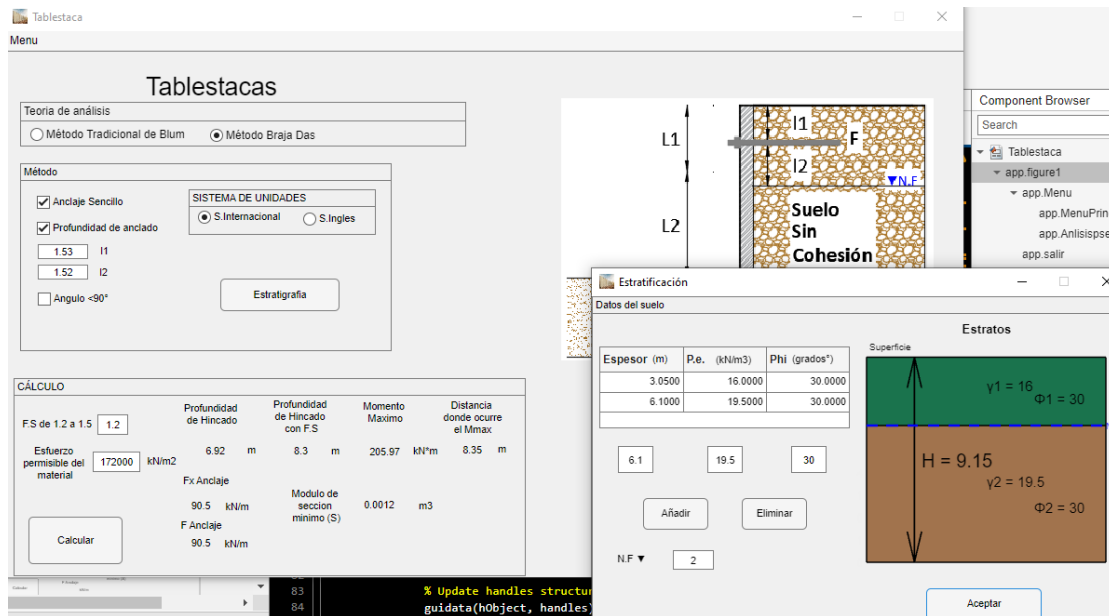 Tablestaca
Menu
Tablestacas
Teoria de análisis
Método Tradicional de Blum
Método Braja Das
Método
Anclaje Sencillo
Profundidad de anclado
1.53 l1
1.52 l2
Angulo <90°
SISTEMA DE UNIDADES
S.Internacional
S.Ingles
Estratigrafia
L1
l1
F
l2
N.F
L2
Suelo
Sin
Cohesión
CÁLCULO
F.S de 1.2 a 1.5
1.2
Esfuerzo
permisible del
material
172000
kN/m2
Calcular
Profundidad
de Hincado
6.92 m
Profundidad
de Hincado
con F.S
8.3 m
Momento
Maximo
205.97 kN*m
Distancia
donde ocurre
el Mmax
8.35 m
Fx Anclaje
90.5 kN/m
F Anclaje
90.5 kN/m
Modulo de
seccion
minimo (S)
0.0012 m3
Component Browser
Search
Tablestaca
app.figure1
app.Menu
app.MenuPrin
app.Anlisispse
app.salir
Estratificación
Datos del suelo
Espesor (m) P.e. (kN/m3) Phi (grados°)
3.0500 16.0000 30.0000
6.1000 19.5000 30.0000
6.1 19.5 30
Añadir
Eliminar
N.F ▼ 2
Estratos
Superficie
γ1 = 16
Φ1 = 30
H = 9.15
γ2 = 19.5
Φ2 = 30
Aceptar
83 % Update handles structur
84 guidata(hObject, handles)